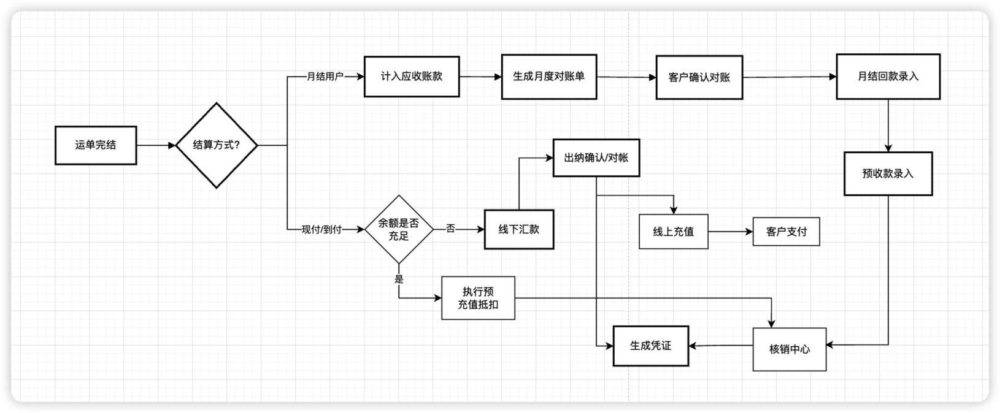 月结用户
计入应收账款
生成月度对账单
客户确认对账
月结回款录入
运单完结
结算方式?
出纳确认/对帐
预收款录入
现付/到付
余额是否
充足
否
线下汇款
线上充值
客户支付
是
执行预
充值抵扣
生成凭证
核销中心